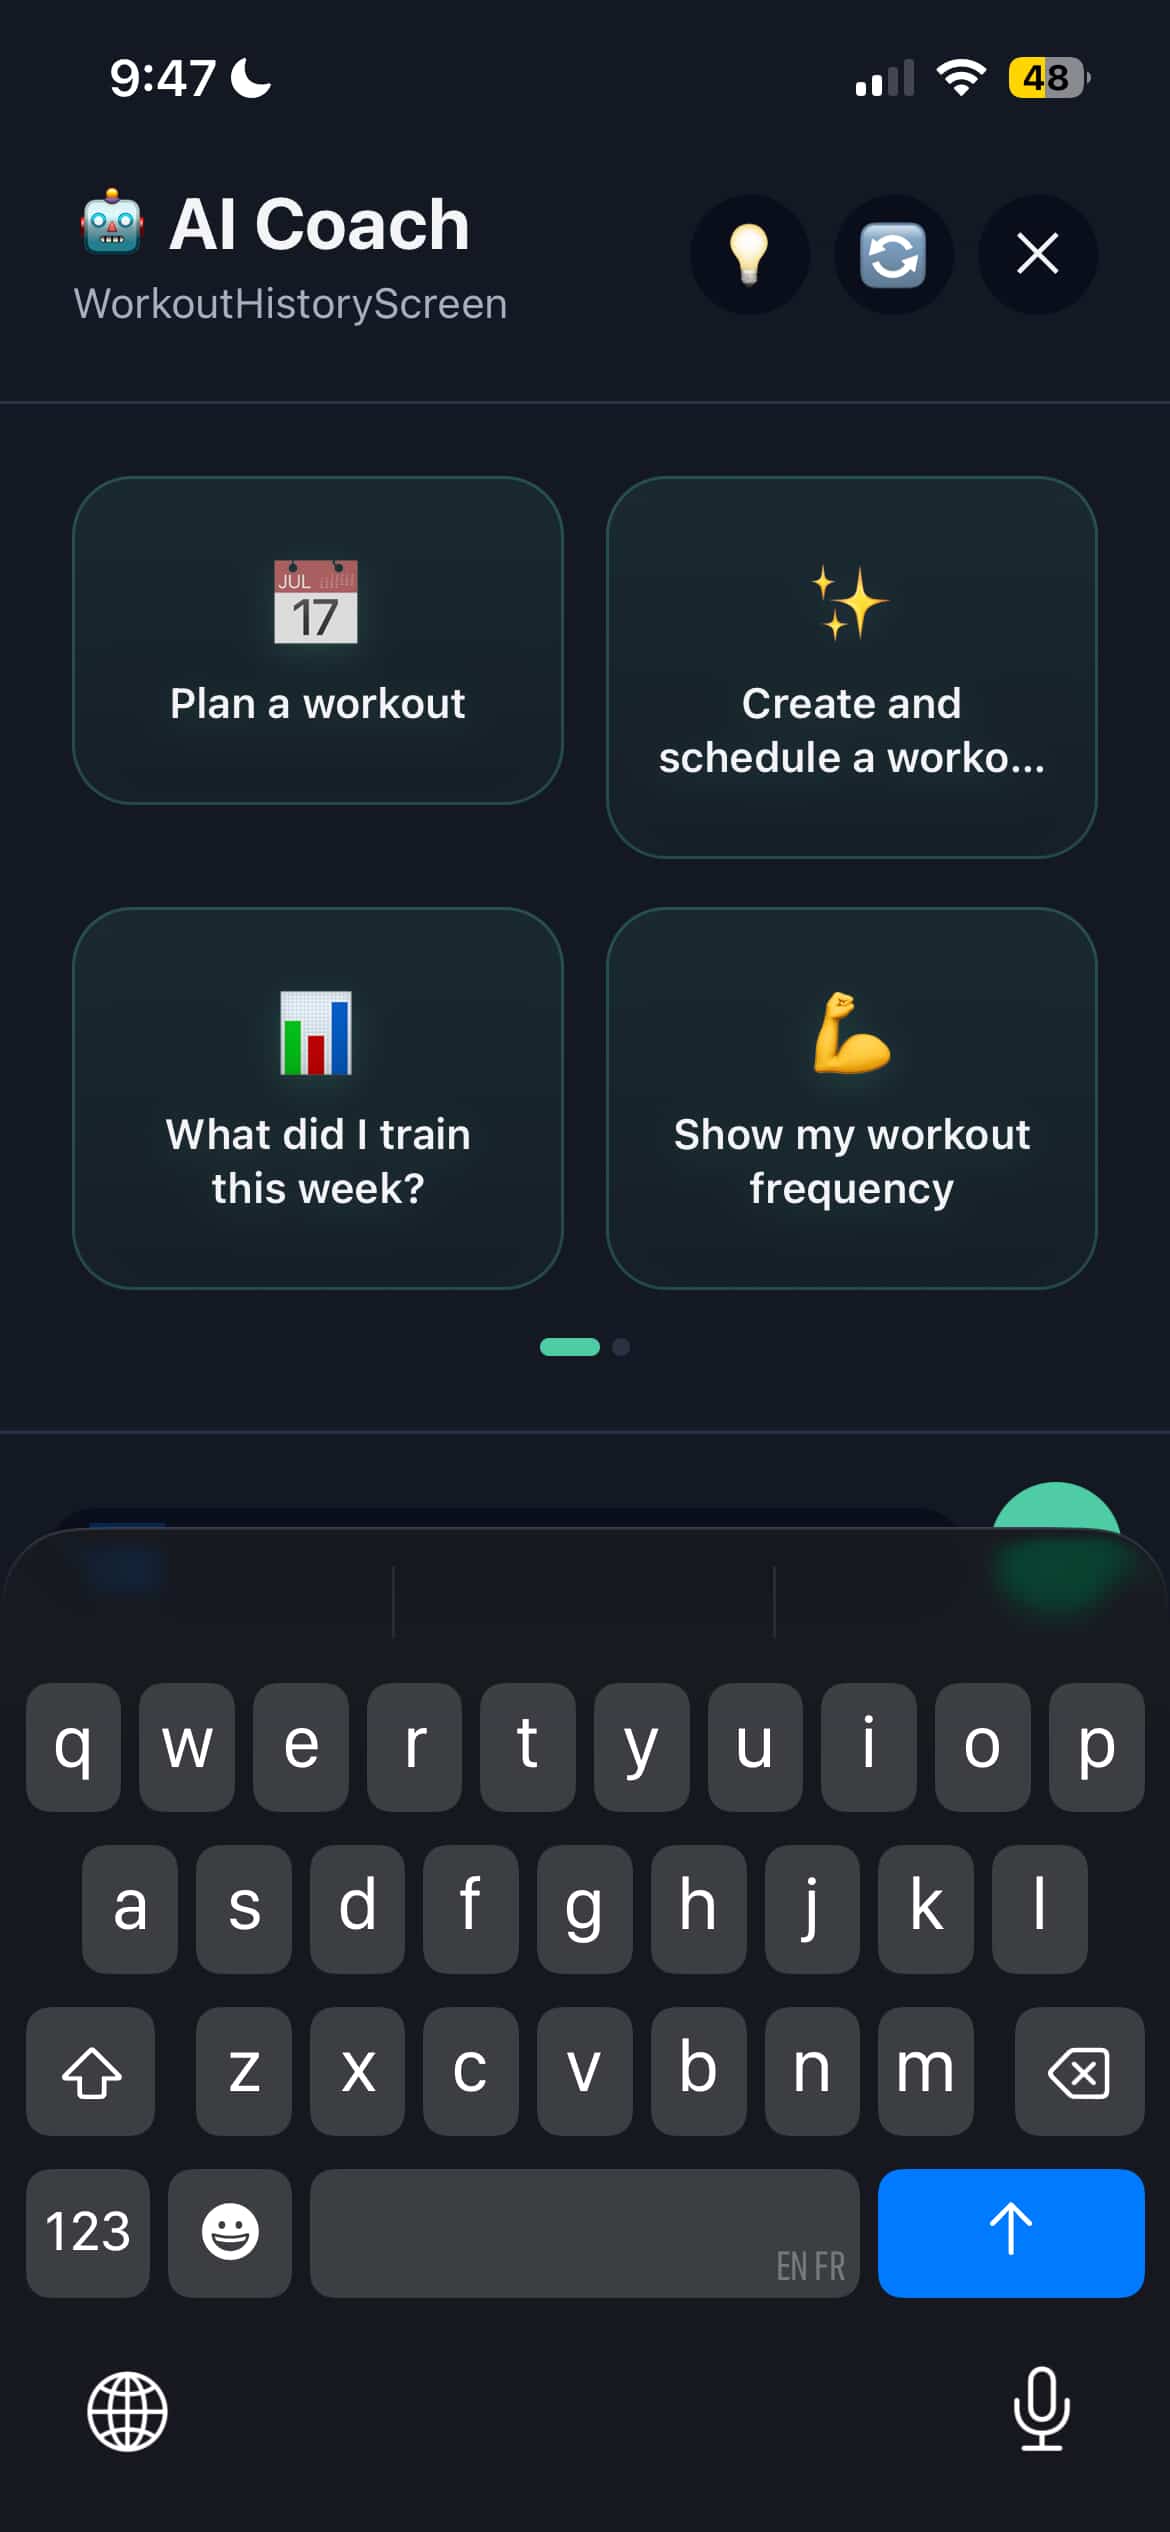 9:47
48
AI Coach
WorkoutHistoryScreen
JUL
17
Plan a workout
Create and
schedule a worko...
What did I train
this week?
Show my workout
frequency
q w e r t y u i o p
a s d f g h j k l
z x c v b n m
123
EN FR